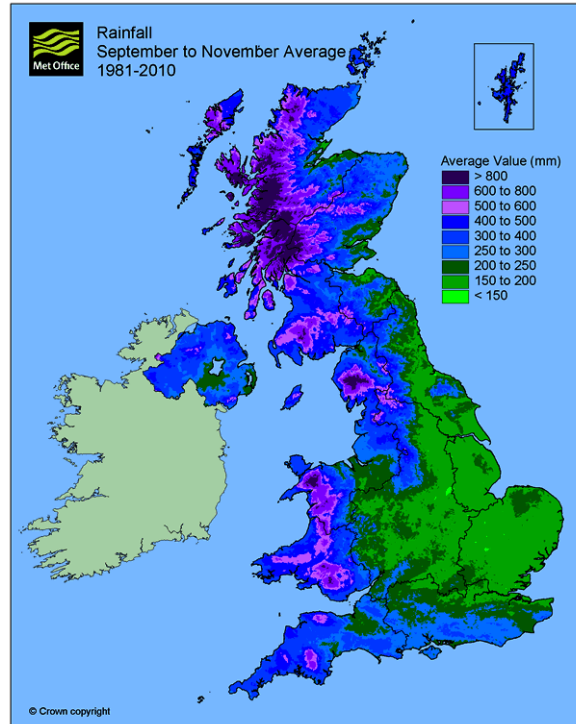 Met Office
Rainfall
September to November Average
1981-2010
Average Value (mm)
> 800
600 to 800
500 to 600
400 to 500
300 to 400
250 to 300
200 to 250
150 to 200
< 150
© Crown copyright